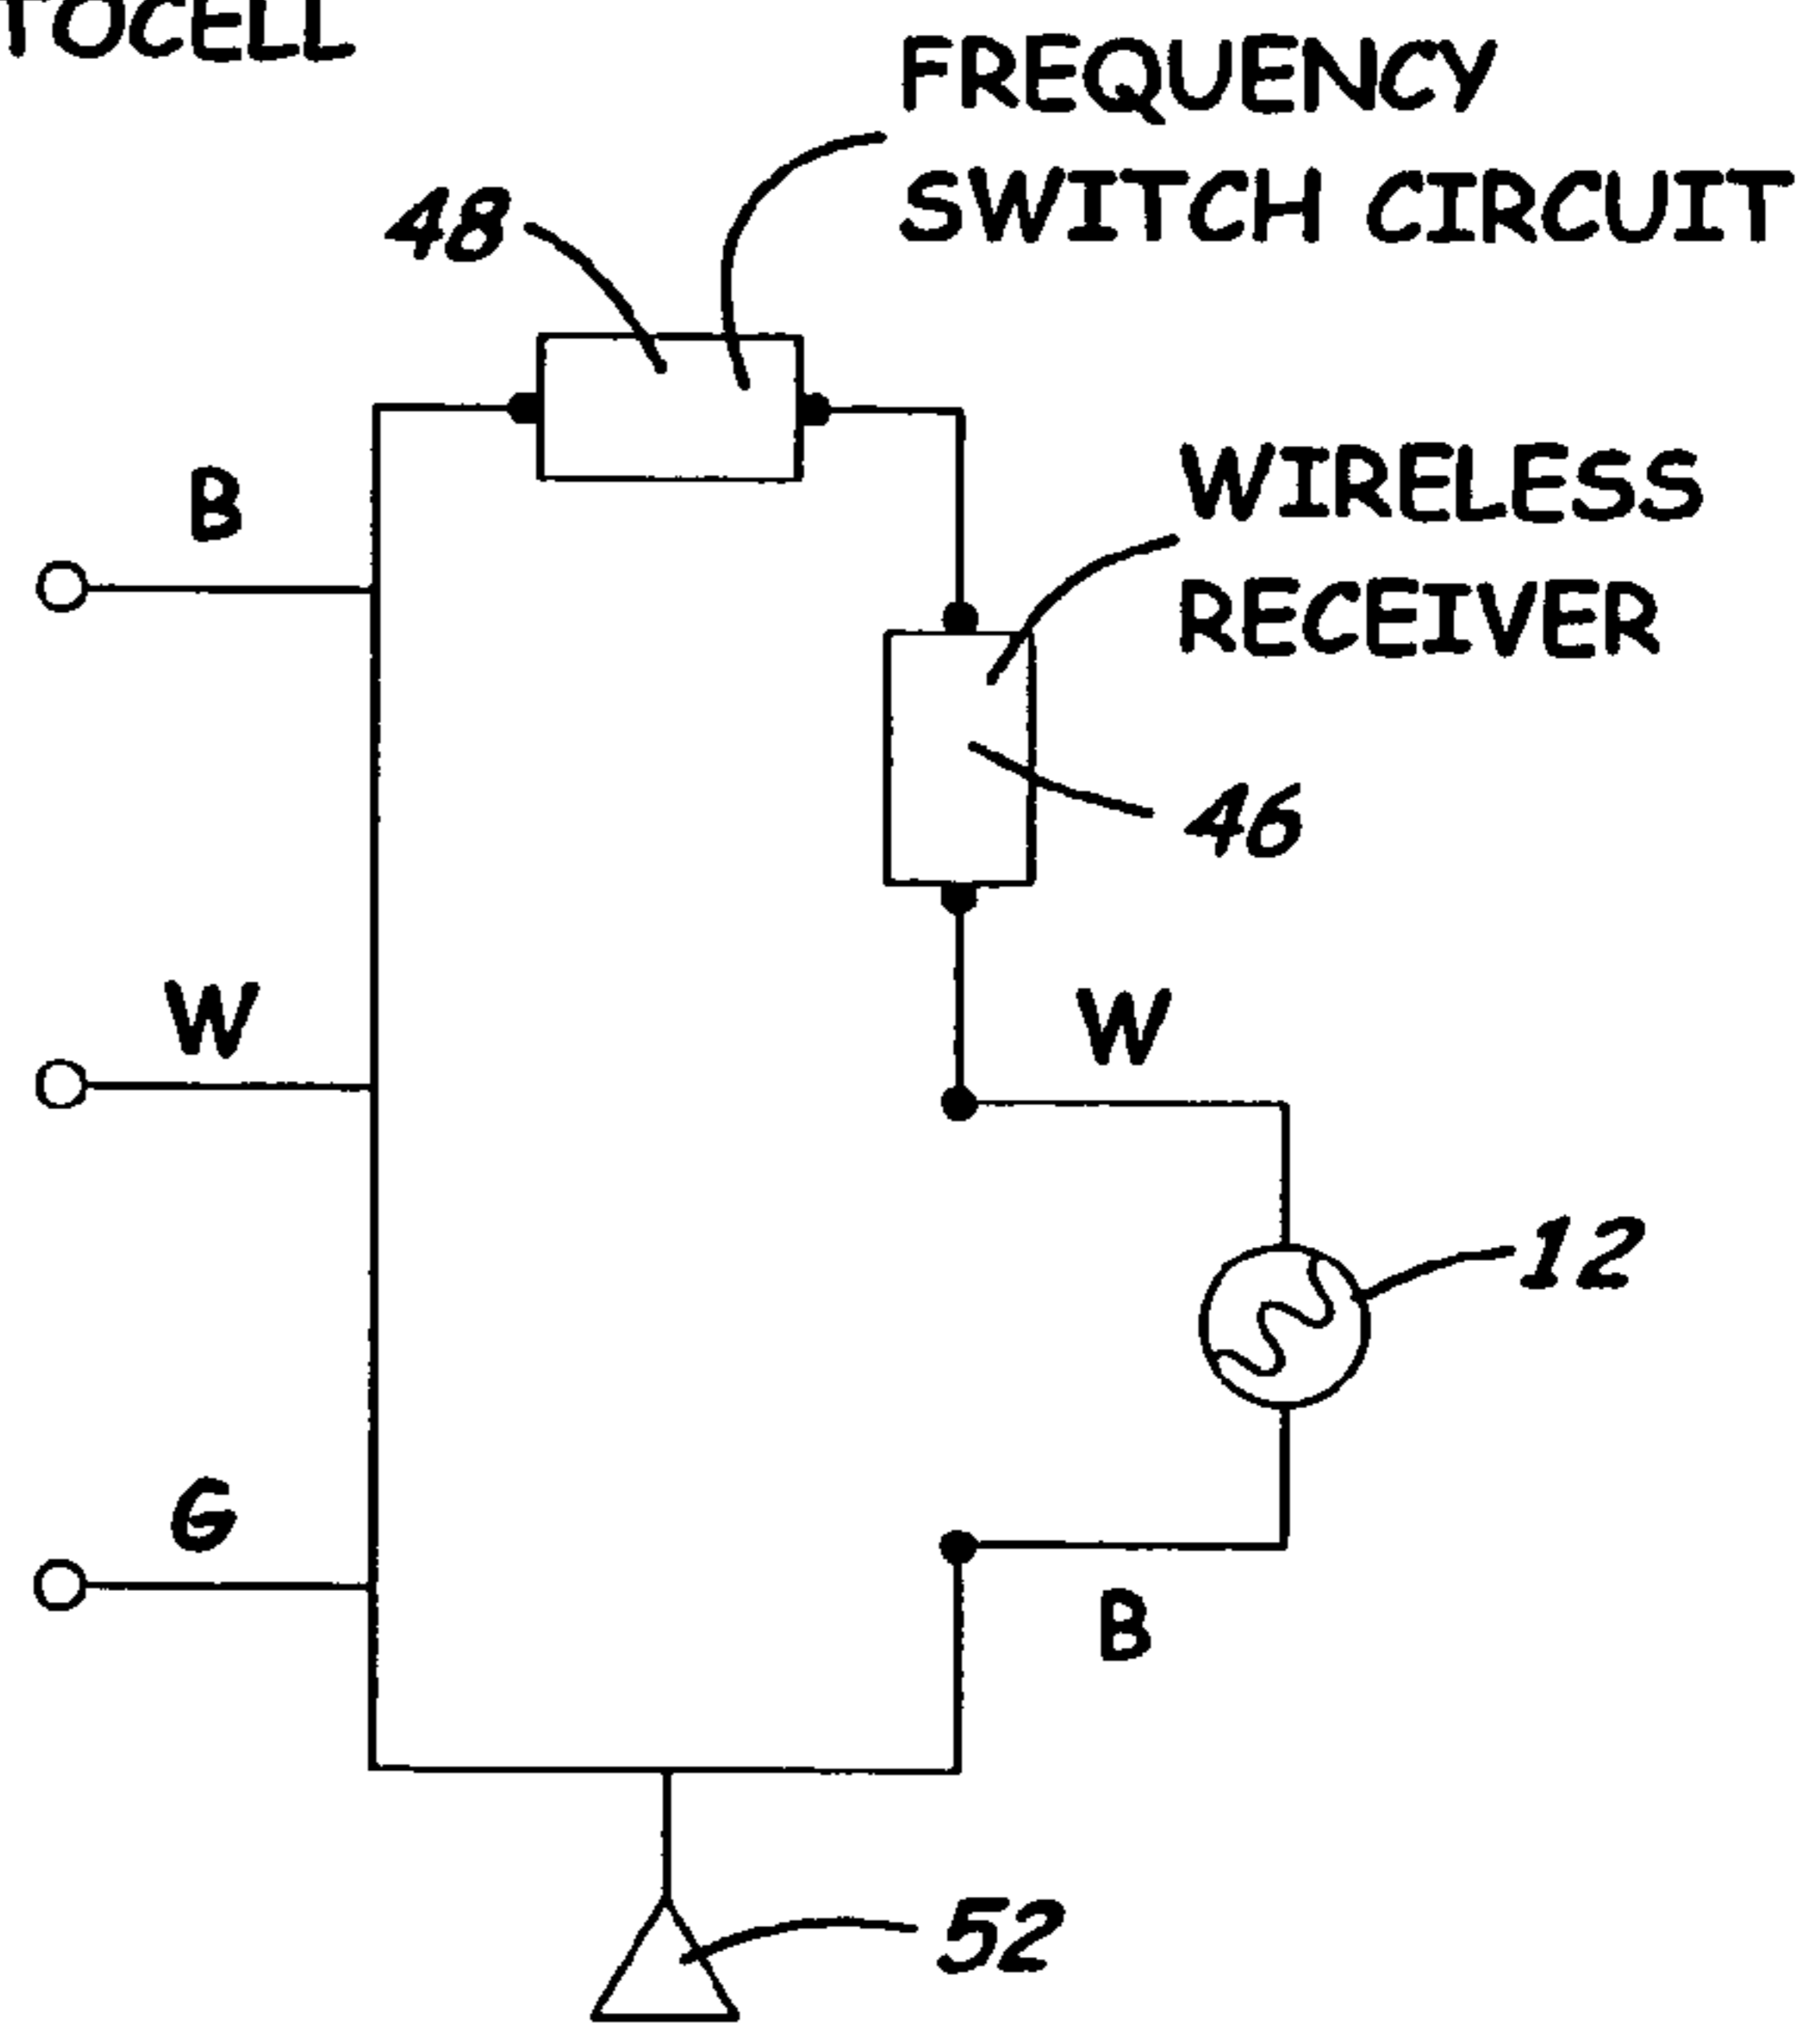 TOCELL
FREQUENCY
SWITCH CIRCUIT
48
B
WIRELESS
RECEIVER
46
W
W
12
G
B
52